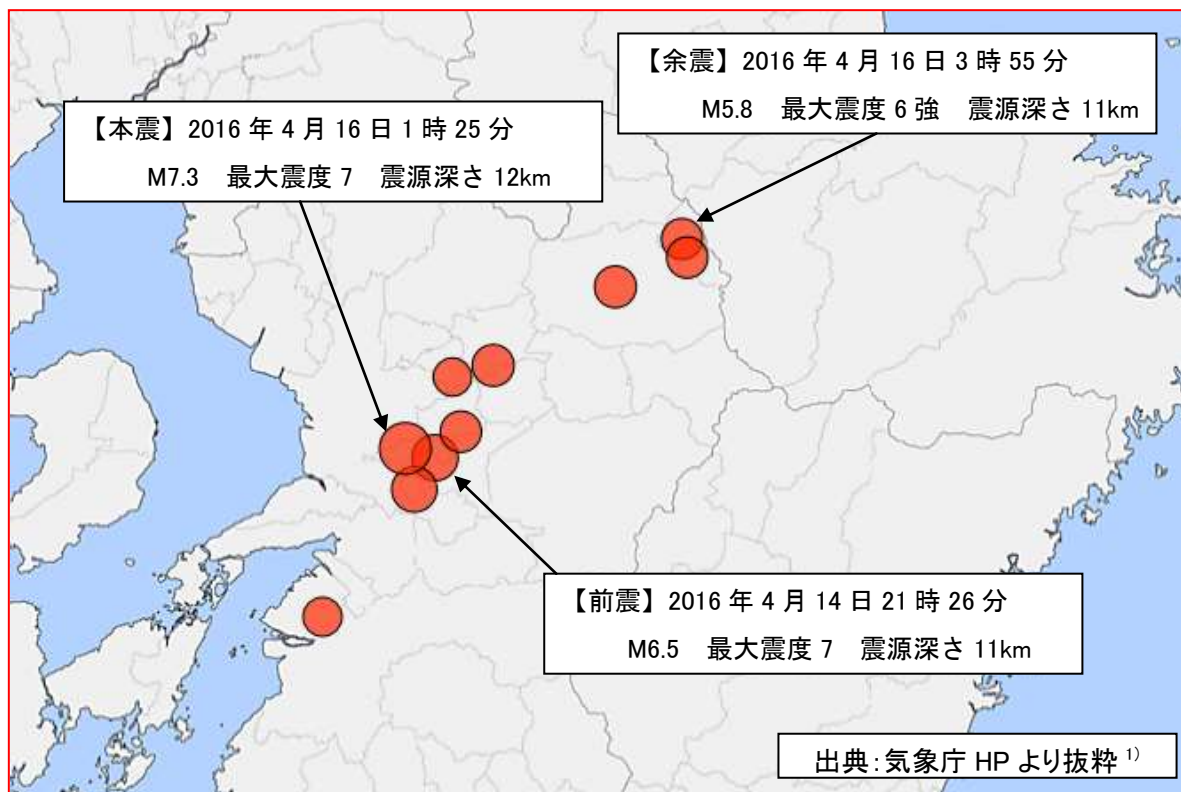 【余震】2016 年 4 月 16 日 3 時 55 分
M5.8 最大震度 6 強 震源深さ 11km
【本震】2016 年 4 月 16 日 1 時 25 分
M7.3 最大震度 7 震源深さ 12km
【前震】2016 年 4 月 14 日 21 時 26 分
M6.5 最大震度 7 震源深さ 11km
出典：気象庁 HP より抜粋 1)